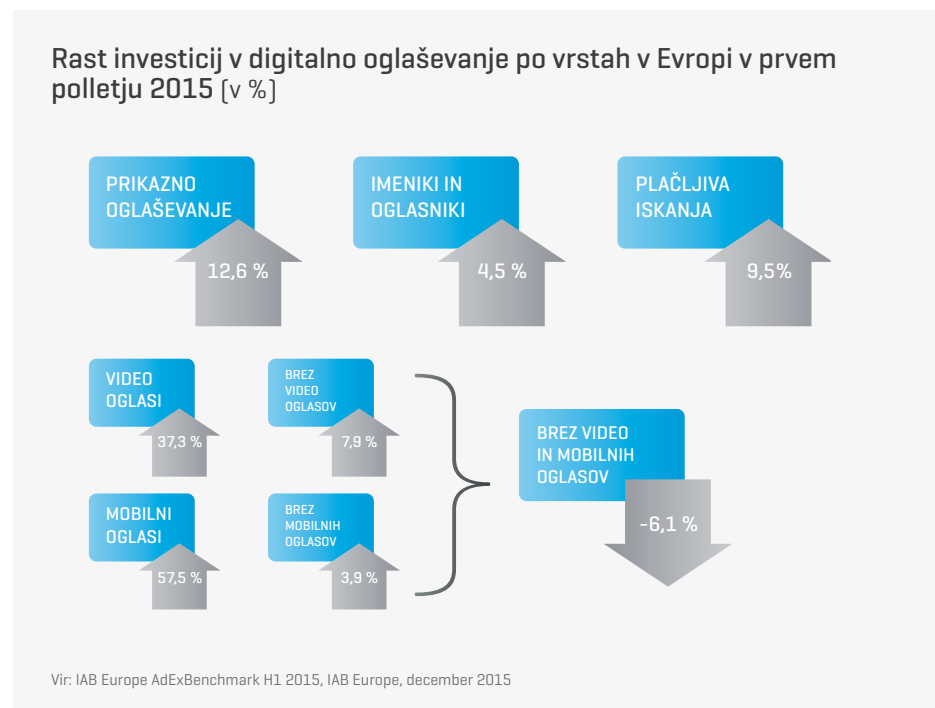 Rast investicij v digitalno oglaševanje po vrstah v Evropi v prvem
polletju 2015 (v %)
PRIKAZNO
OGLAŠEVANJE
12,6 %
IMENIKI IN
OGLASNIKI
4,5 %
PLAČLJIVA
ISKANJA
9,5%
VIDEO
OGLASI
37,3 %
BREZ
VIDEO
OGLASOV
7,9 %
MOBILNI
OGLASI
57,5 %
BREZ
MOBILNIH
OGLASOV
3,9 %
BREZ VIDEO
IN MOBILNIH
OGLASOV
-6,1 %
Vir: IAB Europe AdExBenchmark H1 2015, IAB Europe, december 2015